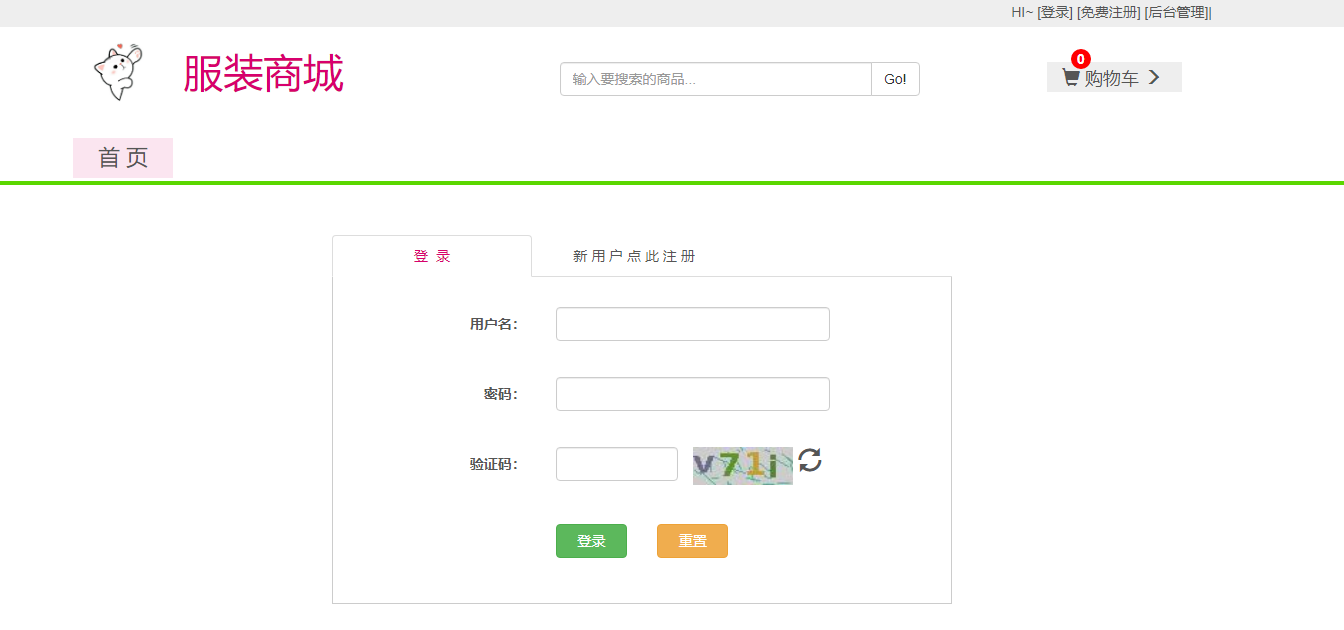 HI~ [登录] [免费注册] [后台管理]|
服装商城
输入要搜索的商品... Go!
0
购物车
首 页
登 录 新用户点此注册
用户名：
密码：
验证码： v71j
登录 重置